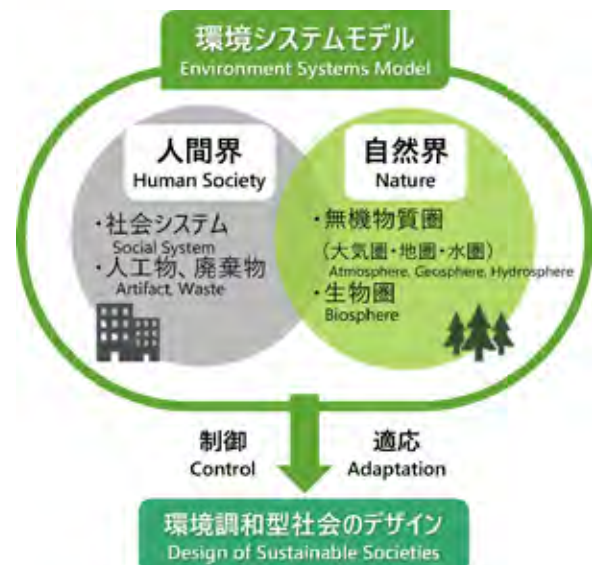 環境システムモデル
Environment Systems Model
人間界
Human Society
・社会システム
Social System
・人工物、廃棄物
Artifact, Waste
自然界
Nature
・無機物質圏
（大気圏・地圏・水圏）
Atmosphere, Geosphere, Hydrosphere
・生物圏
Biosphere
制御
Control
適応
Adaptation
環境調和型社会のデザイン
Design of Sustainable Societies